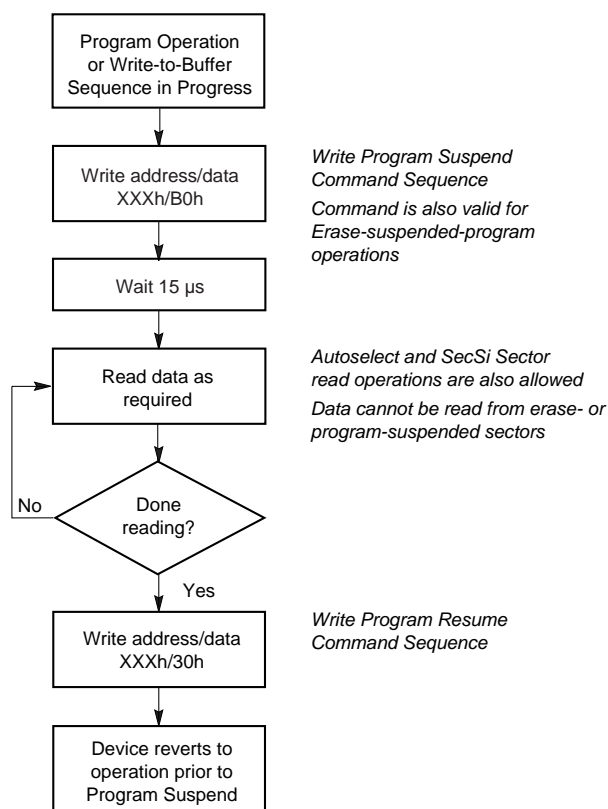 Program Operation
or Write-to-Buffer
Sequence in Progress
Write address/data
XXXh/B0h
Write Program Suspend
Command Sequence
Command is also valid for
Erase-suspended-program
operations
Wait 15 µs
Read data as
required
Autoselect and SecSi Sector
read operations are also allowed
Data cannot be read from erase- or
program-suspended sectors
No
Done
reading?
Yes
Write address/data
XXXh/30h
Write Program Resume
Command Sequence
Device reverts to
operation prior to
Program Suspend